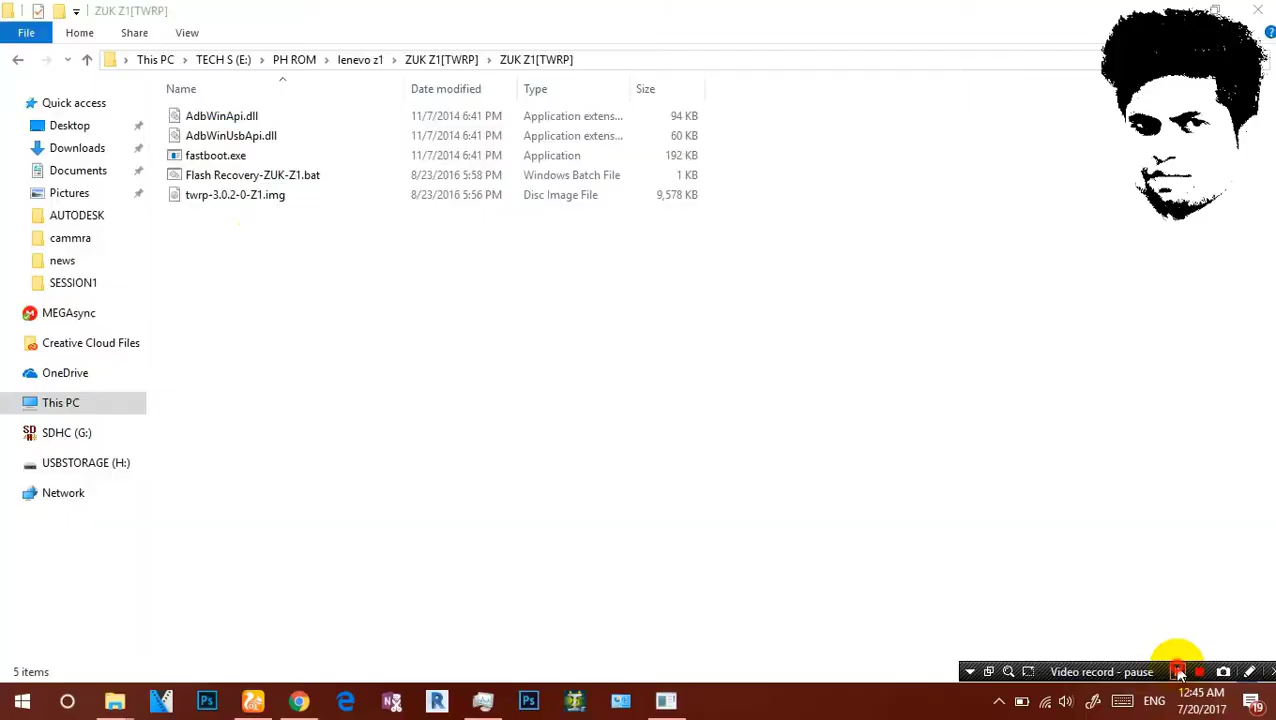 ZUK Z1[TWRP]
File Home Share View
This PC TECH S (E:) PH ROM lenevo z1 ZUK Z1[TWRP] ZUK Z1[TWRP]
Name Date modified Type Size
Quick access
Desktop
Downloads
Documents
Pictures
AUTODESK
cammra
news
SESSION1
MEGAsync
Creative Cloud Files
OneDrive
This PC
SDHC (G:)
USBSTORAGE (H:)
Network
AdbWinApi.dll 11/7/2014 6:41 PM Application extens... 94 KB
AdbWinUsbApi.dll 11/7/2014 6:41 PM Application extens... 60 KB
fastboot.exe 11/7/2014 6:41 PM Application 192 KB
Flash Recovery-ZUK-Z1.bat 8/23/2016 5:58 PM Windows Batch File 1 KB
twrp-3.0.2-0-Z1.img 8/23/2016 5:56 PM Disc Image File 9,578 KB
5 items
Video record - pause
ENG
12:45 AM
7/20/2017
19